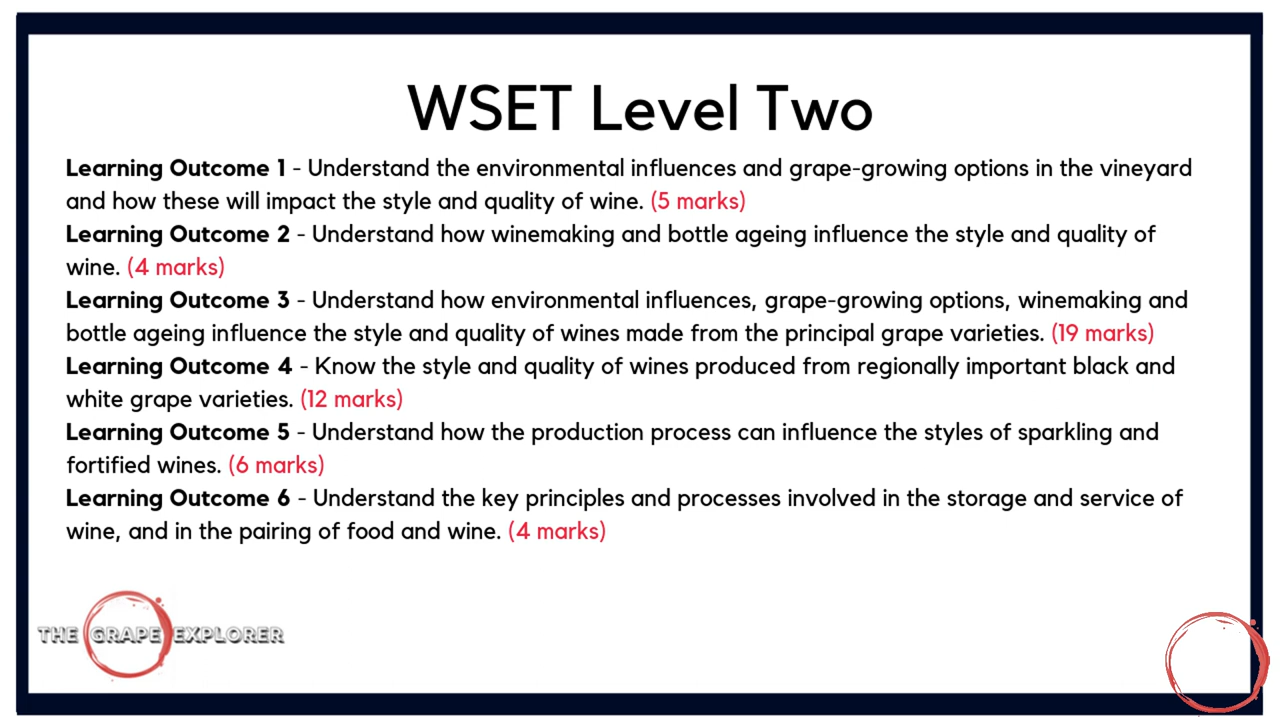 WSET Level Two
Learning Outcome 1 - Understand the environmental influences and grape-growing options in the vineyard
and how these will impact the style and quality of wine. (5 marks)
Learning Outcome 2 - Understand how winemaking and bottle ageing influence the style and quality of
wine. (4 marks)
Learning Outcome 3 - Understand how environmental influences, grape-growing options, winemaking and
bottle ageing influence the style and quality of wines made from the principal grape varieties. (19 marks)
Learning Outcome 4 - Know the style and quality of wines produced from regionally important black and
white grape varieties. (12 marks)
Learning Outcome 5 - Understand how the production process can influence the styles of sparkling and
fortified wines. (6 marks)
Learning Outcome 6 - Understand the key principles and processes involved in the storage and service of
wine, and in the pairing of food and wine. (4 marks)
THE GRAPE EXPLORER